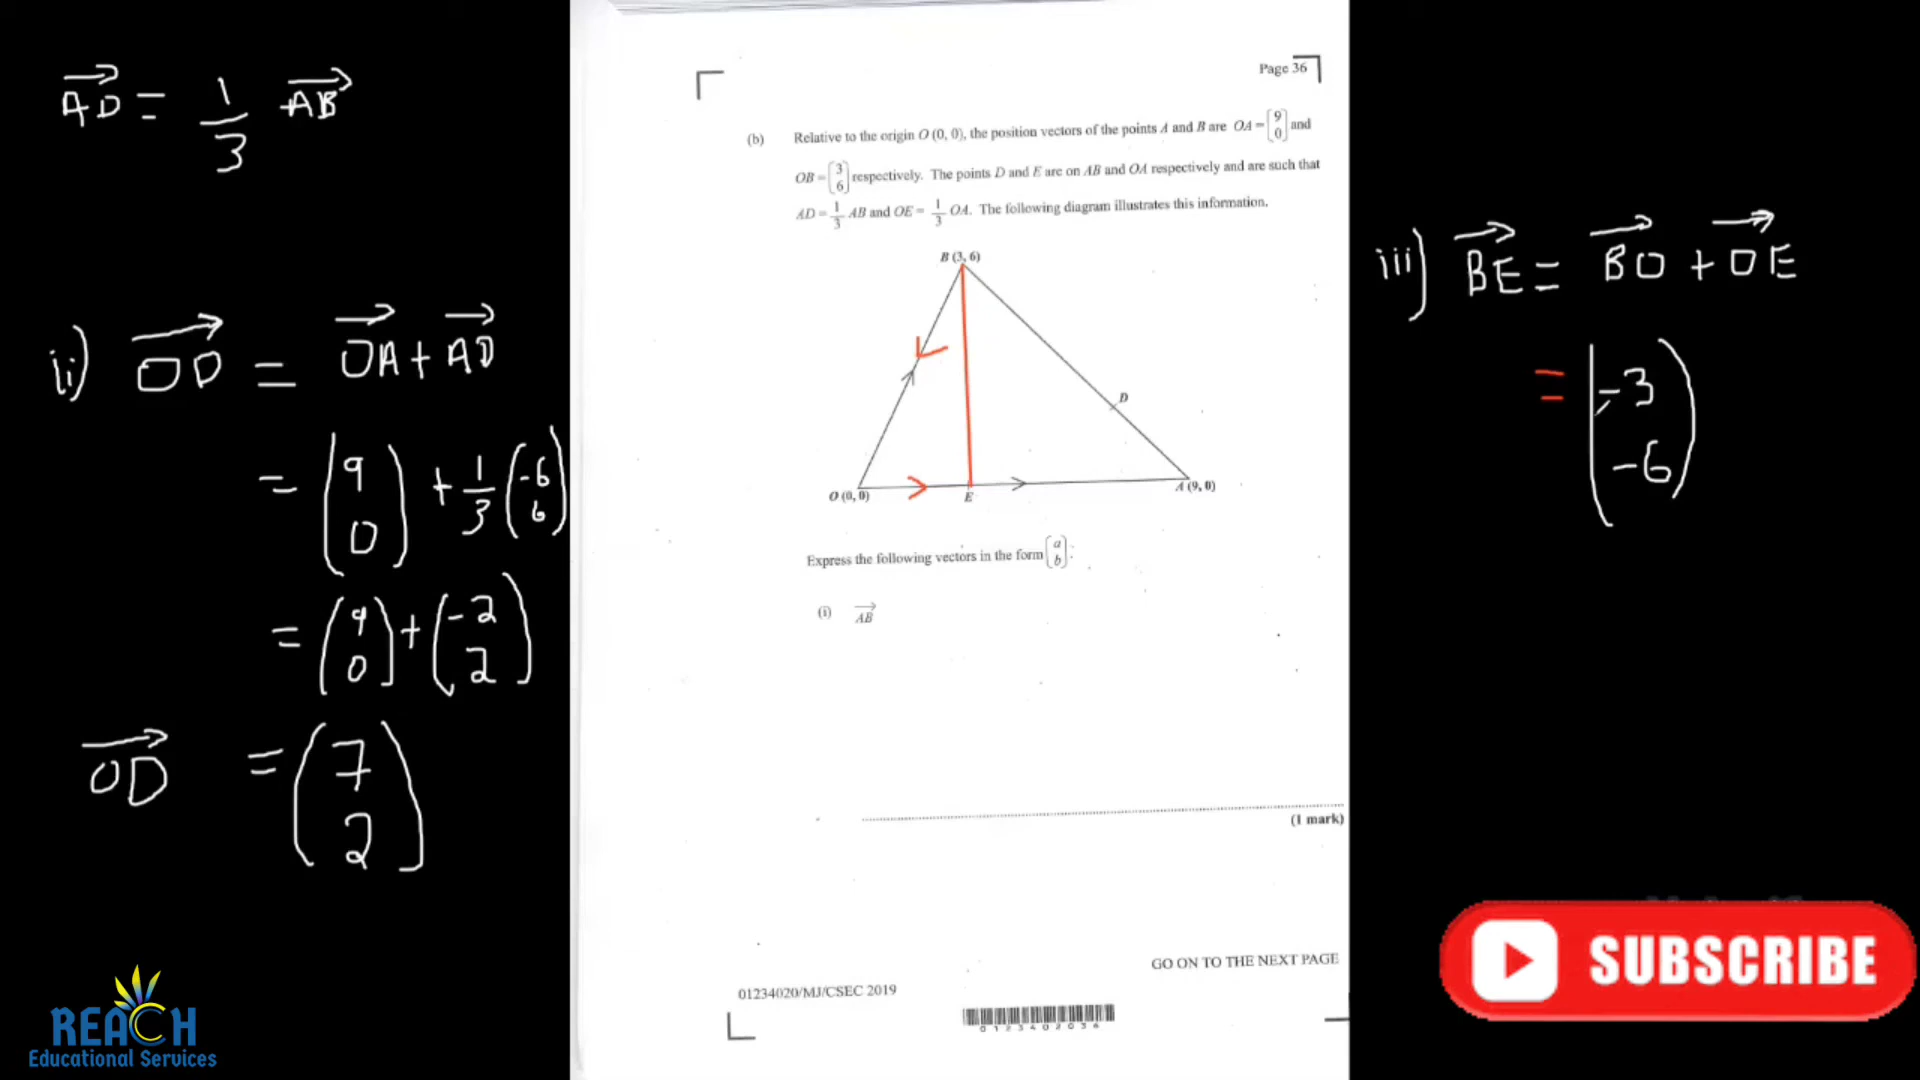 AD = 1/3 AB
ii) OD = OA + AD
= (9 0) + 1/3 (-6 6)
= (9 0) + (-2 2)
OD = (7 2)
Page 36
(b) Relative to the origin O (0, 0), the position vectors of the points A and B are OA = [9 0] and
OB = [3 6] respectively. The points D and E are on AB and OA respectively and are such that
AD = 1/3 AB and OE = 1/3 OA. The following diagram illustrates this information.
B (3, 6)
D
O (0, 0)
E
A (9, 0)
Express the following vectors in the form [a b]:
(i) AB
(1 mark)
GO ON TO THE NEXT PAGE
01234020/MJ/CSEC 2019
0123402036
iii) BE = BO + OE
= (-3 -6)
SUBSCRIBE
REACH
Educational Services